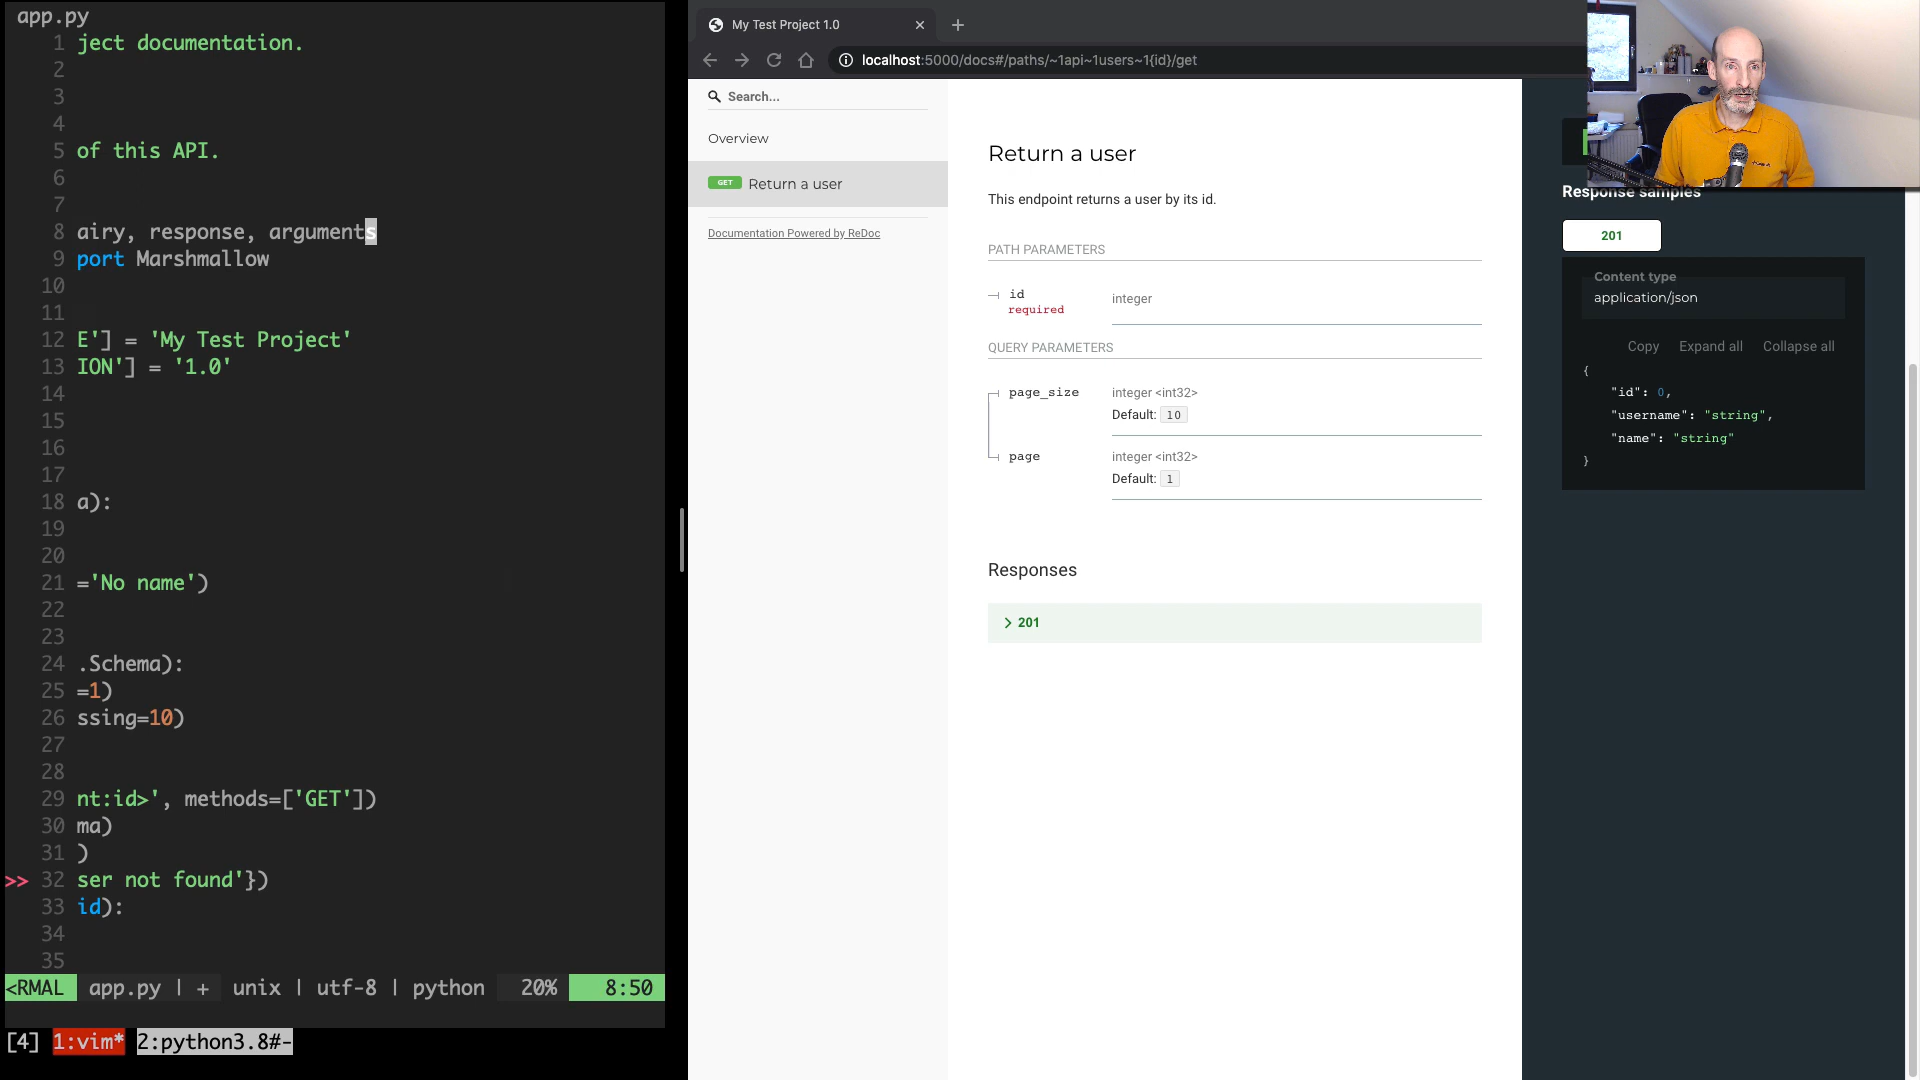 app.py
1 ject documentation.
2
3
4
5 of this API.
6
7
8 airy, response, arguments
9 port Marshmallow
10
11
12 E'] = 'My Test Project'
13 ION'] = '1.0'
14
15
16
17
18 a):
19
20
21 ='No name')
22
23
24 .Schema):
25 =1)
26 ssing=10)
27
28
29 nt:id>', methods=['GET'])
30 ma)
31 )
>> 32 ser not found'})
33 id):
34
35
<RMAL app.py | + unix | utf-8 | python 20% 8:50
[4] 1:vim* 2:python3.8#-
My Test Project 1.0
localhost:5000/docs#/paths/~1api~1users~1{id}/get
Search...
Overview
GET Return a user
Documentation Powered by ReDoc
Return a user
This endpoint returns a user by its id.
PATH PARAMETERS
id integer
required
QUERY PARAMETERS
page_size integer <int32>
Default: 10
page integer <int32>
Default: 1
Responses
> 201
Response samples
201
Content type
application/json
Copy Expand all Collapse all
{
"id": 0,
"username": "string",
"name": "string"
}